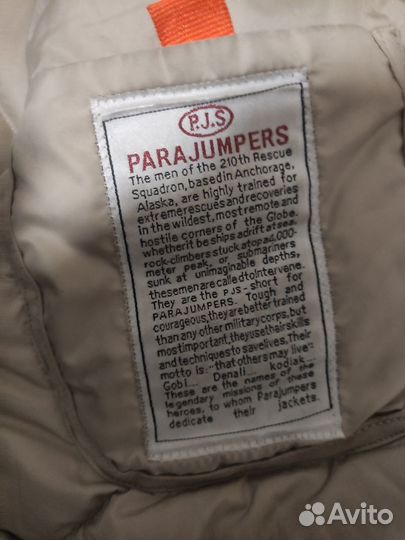 P.J.S
PARAJUMPERS
The men of the 210th Rescue
Squadron, based in Anchorage,
Alaska, are highly trained for
extreme rescues and recoveries
in the wildest, most remote and
hostile corners of the Globe.
whether it be ships adrift at sea.
rock-climbers stuck atop a 4,000-
meter peak, or submariners
sunk at unimaginable depths,
these men are called to intervene.
They are the PJS-short for
PARAJUMPERS. Tough and
courageous, they are better trained
than any other military corps, but
most important, they use their skills
and techniques to save lives. Their
motto is: "that others may live"
Gobi... Denali... kodiak...
These are the names of the
legendary missions of these
heroes, to whom Parajumpers
dedicate their jackets.
Avito